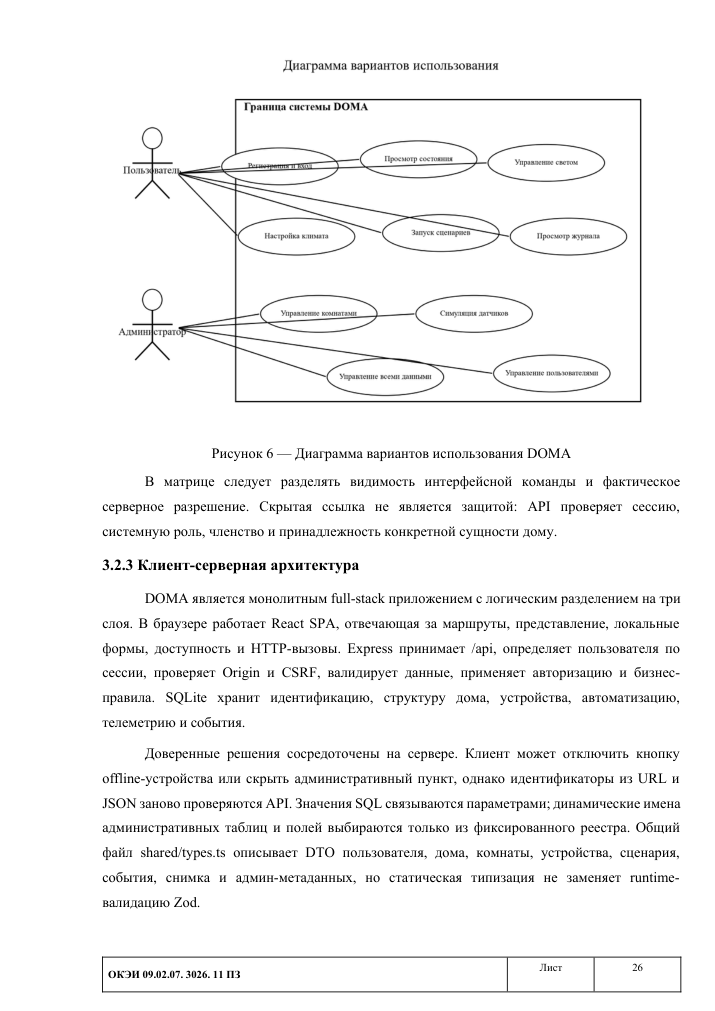 Диаграмма вариантов использования
Граница системы DOMA
Пользователь
Регистрация и вход
Просмотр состояния
Управление светом
Настройка климата
Запуск сценариев
Просмотр журнала
Администратор
Управление комнатами
Симуляция датчиков
Управление всеми данными
Управление пользователями
Рисунок 6 — Диаграмма вариантов использования DOMA
В матрице следует разделять видимость интерфейсной команды и фактическое
серверное разрешение. Скрытая ссылка не является защитой: API проверяет сессию,
системную роль, членство и принадлежность конкретной сущности дому.
3.2.3 Клиент-серверная архитектура
DOMA является монолитным full-stack приложением с логическим разделением на три
слоя. В браузере работает React SPA, отвечающая за маршруты, представление, локальные
формы, доступность и HTTP-вызовы. Express принимает /api, определяет пользователя по
сессии, проверяет Origin и CSRF, валидирует данные, применяет авторизацию и бизнес-
правила. SQLite хранит идентификацию, структуру дома, устройства, автоматизацию,
телеметрию и события.
Доверенные решения сосредоточены на сервере. Клиент может отключить кнопку
offline-устройства или скрыть административный пункт, однако идентификаторы из URL и
JSON заново проверяются API. Значения SQL связываются параметрами; динамические имена
административных таблиц и полей выбираются только из фиксированного реестра. Общий
файл shared/types.ts описывает DTO пользователя, дома, комнаты, устройства, сценария,
события, снимка и админ-метаданных, но статическая типизация не заменяет runtime-
валидацию Zod.
ОКЭИ 09.02.07. 3026. 11 ПЗ
Лист
26